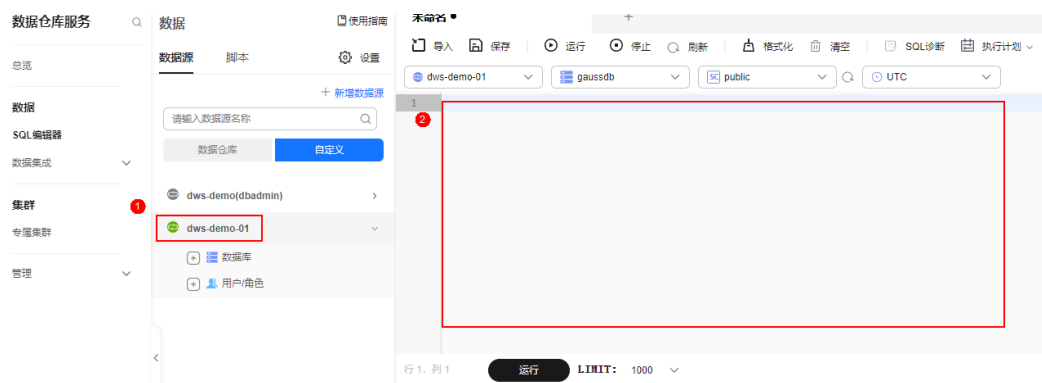 数据仓库服务
总览
数据
SQL编辑器
数据集成
集群
专属集群
管理
数据
使用指南
数据源 脚本 设置
+ 新增数据源
请输入数据源名称
数据仓库 自定义
dws-demo(dbadmin)
1
dws-demo-01
数据库
用户/角色
未命名 ● +
导入 保存 运行 停止 刷新 格式化 清空 SQL诊断 执行计划
dws-demo-01 gaussdb SC public UTC
1
2
行 1, 列 1 运行 LIMIT: 1000